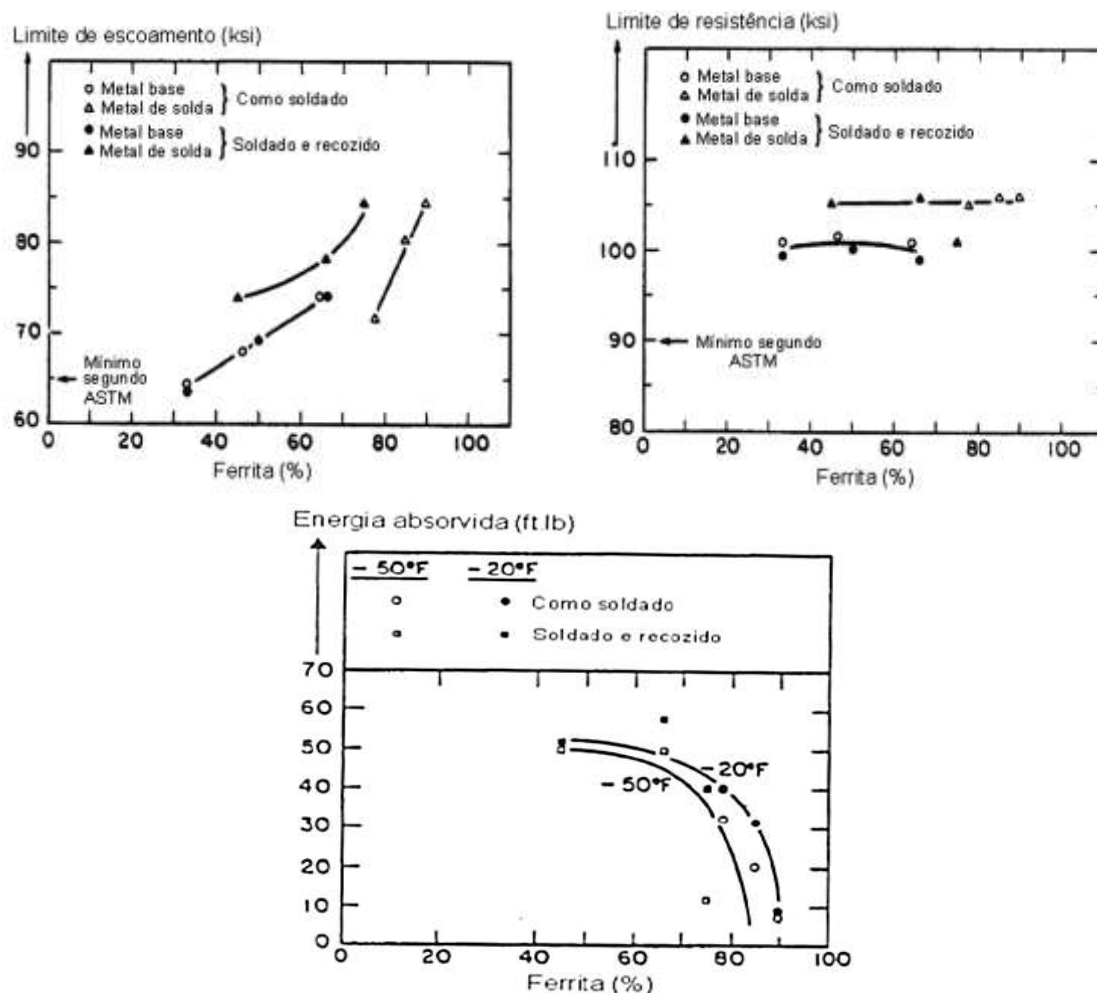 Limite de escoamento (ksi)
Metal base
Metal de solda
Como soldado
Metal base
Metal de solda
Soldado e recozido
90
80
70
60
Mínimo
segundo
ASTM
0 20 40 60 80 100
Ferrita (%)
Limite de resistência (ksi)
Metal base
Metal de solda
Como soldado
Metal base
Metal de solda
Soldado e recozido
110
100
90
80
Mínimo segundo
ASTM
0 20 40 60 80 100
Ferrita (%)
Energia absorvida (ft.lb)
- 50°F - 20°F
Como soldado
Soldado e recozido
70
60
50
40
30
20
10
0
- 20°F
- 50°F
0 20 40 60 80 100
Ferrita (%)